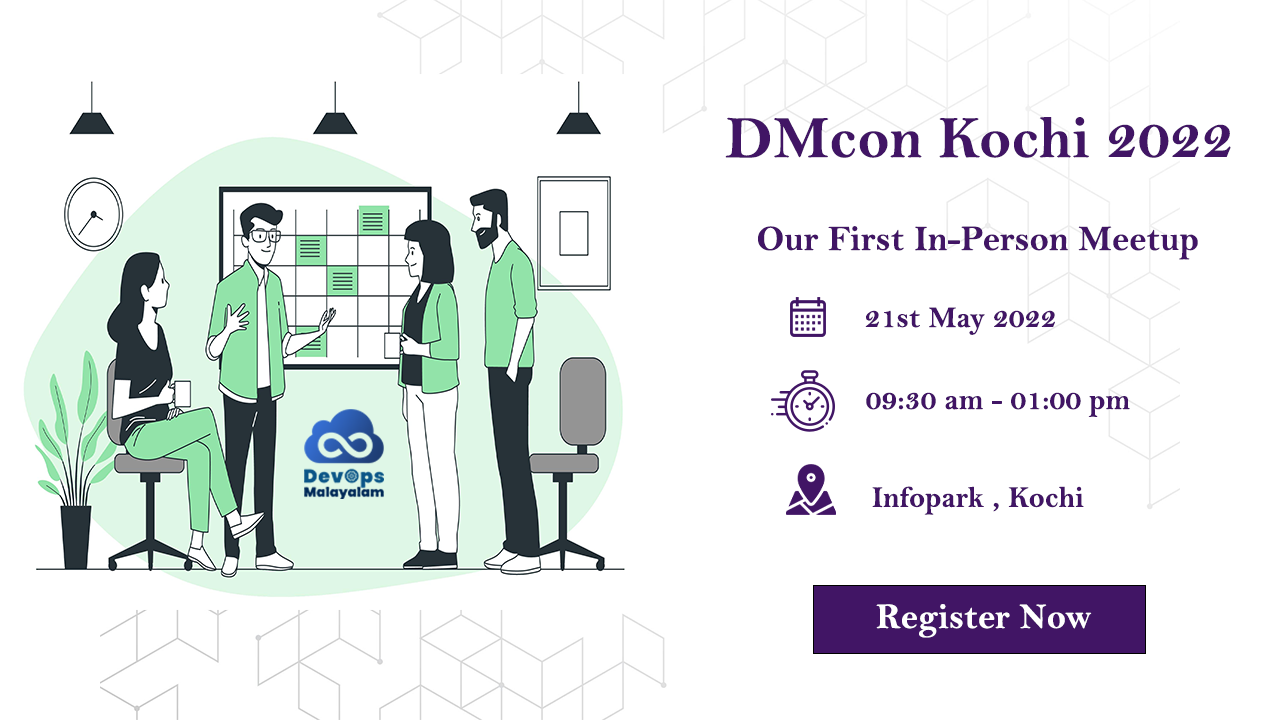 DMcon Kochi 2022
Our First In-Person Meetup
21st May 2022
09:30 am - 01:00 pm
Infopark , Kochi
Register Now
DevOps
Malayalam